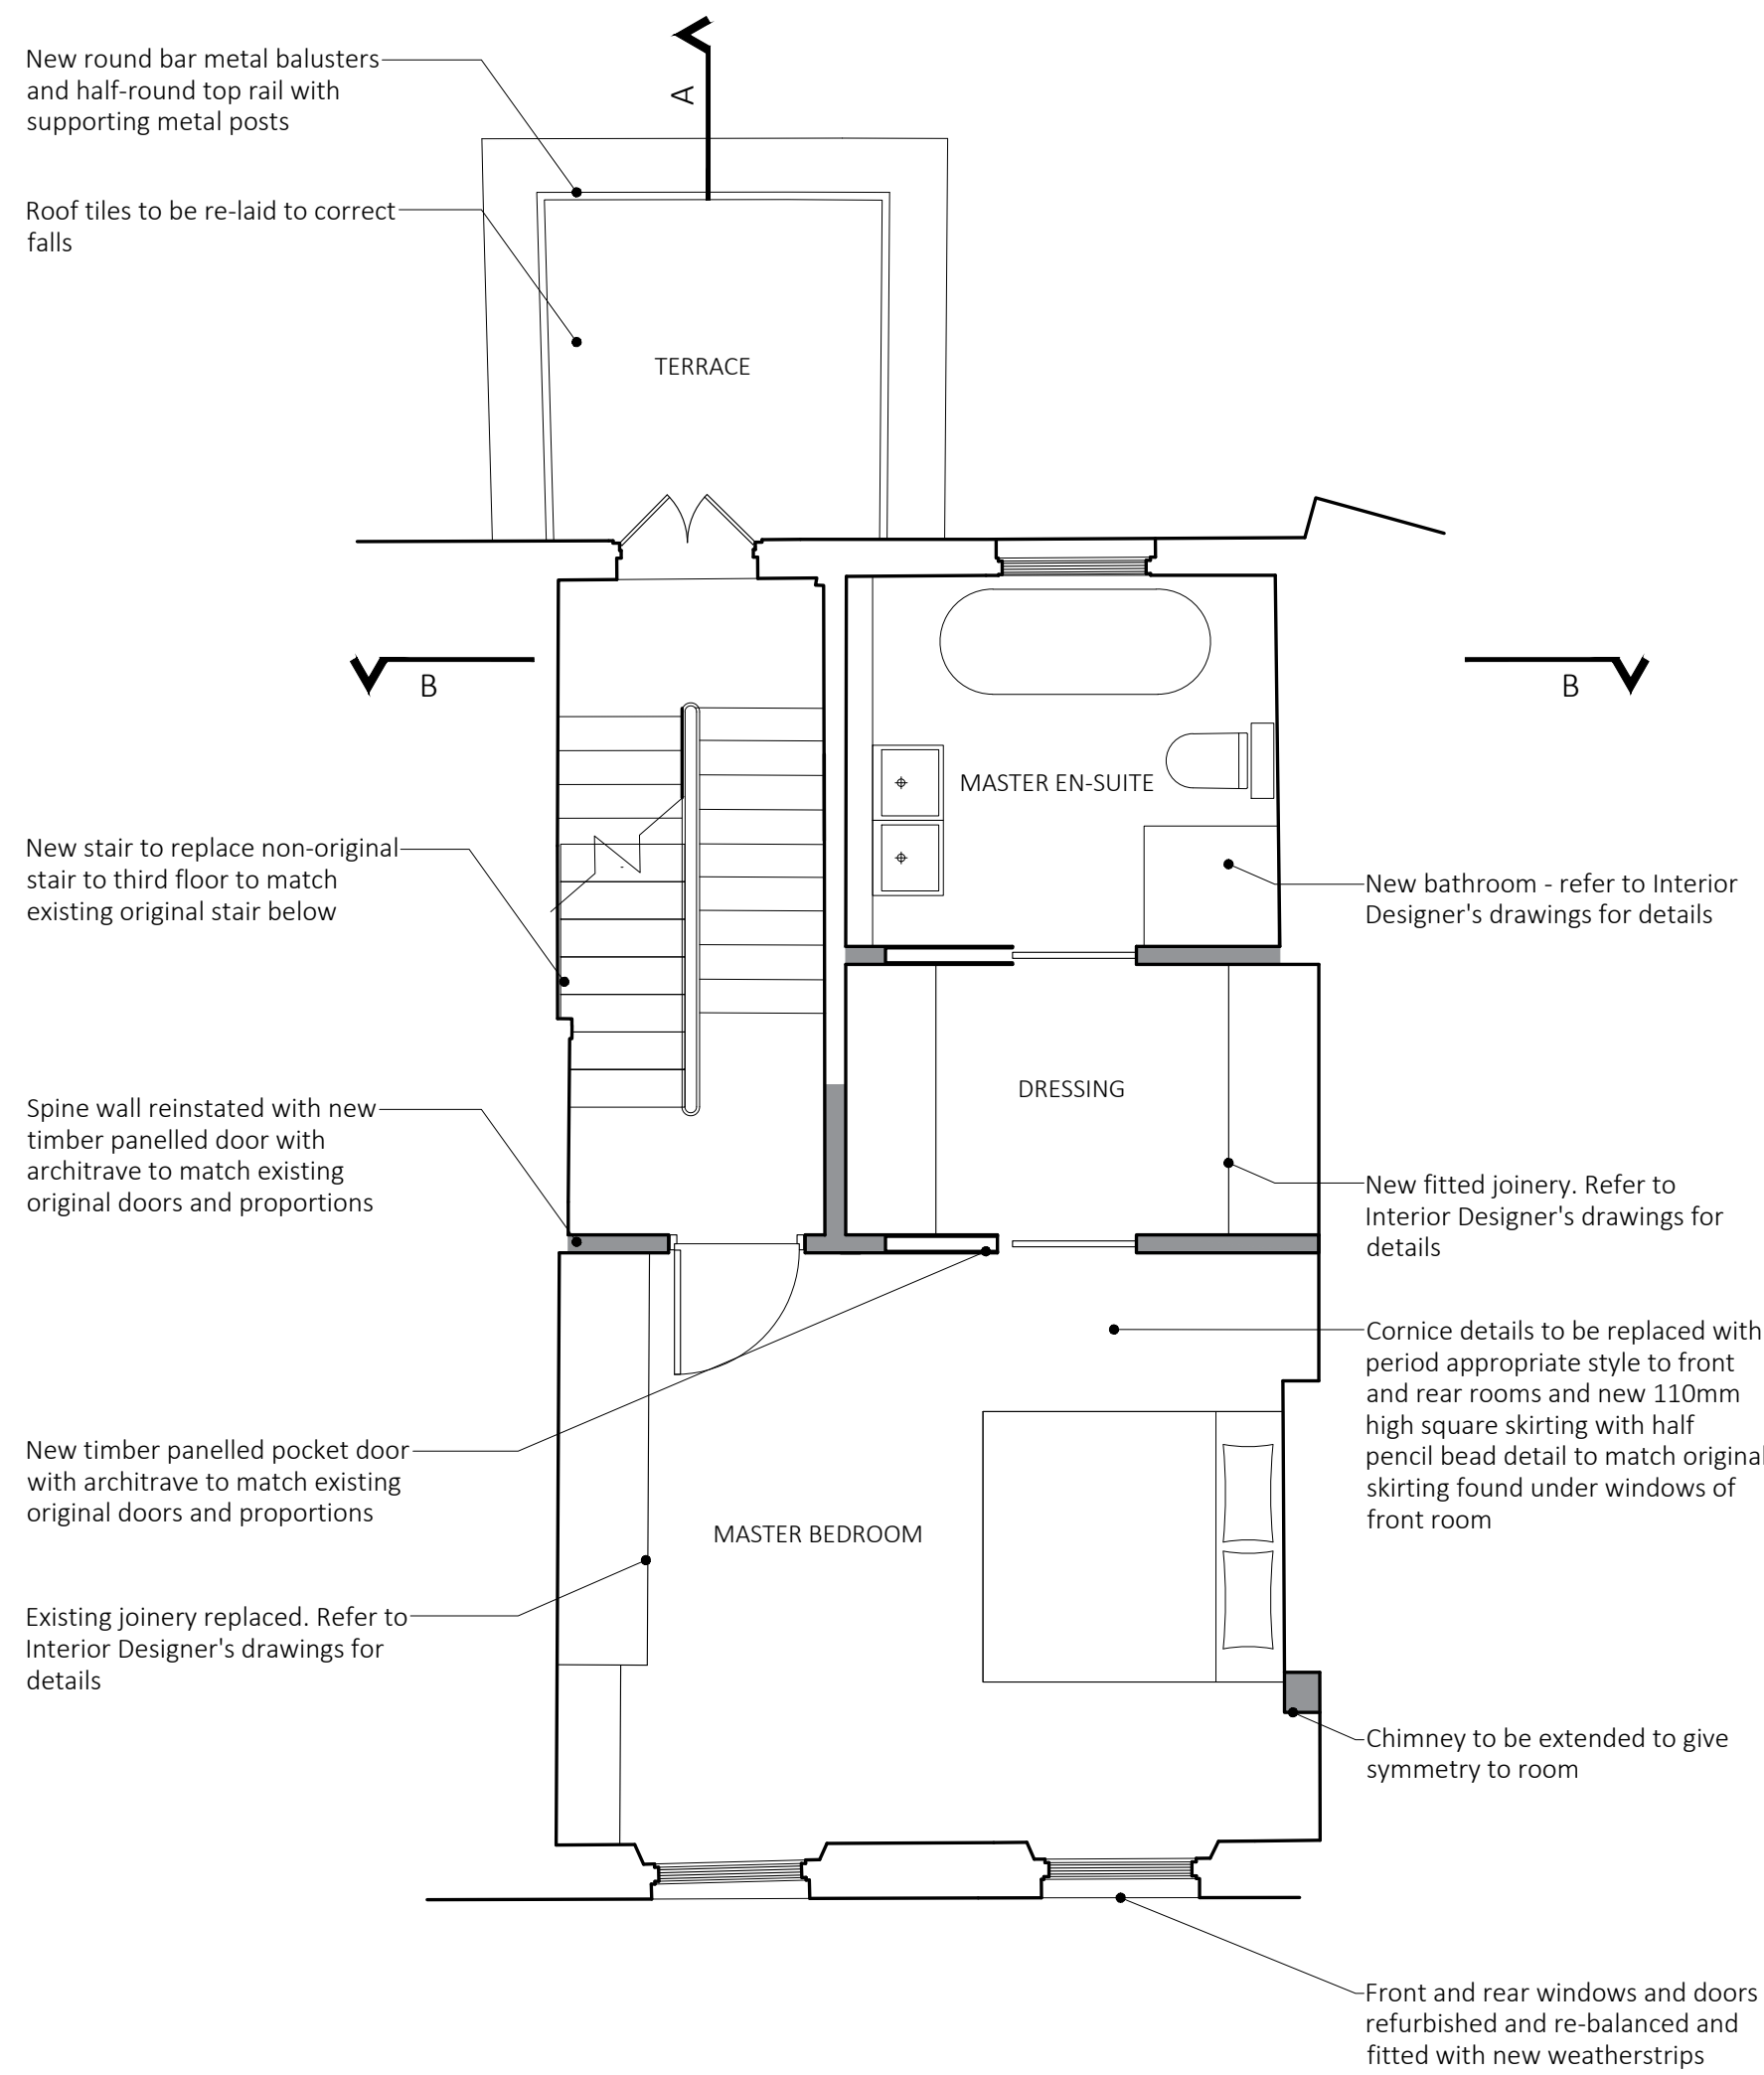 New round bar metal balusters
and half-round top rail with
supporting metal posts
A
Roof tiles to be re-laid to correct
falls
TERRACE
B
B
MASTER EN-SUITE
New stair to replace non-original
stair to third floor to match
existing original stair below
New bathroom - refer to Interior
Designer's drawings for details
DRESSING
Spine wall reinstated with new
timber panelled door with
architrave to match existing
original doors and proportions
New fitted joinery. Refer to
Interior Designer's drawings for
details
Cornice details to be replaced with
period appropriate style to front
and rear rooms and new 110mm
high square skirting with half
pencil bead detail to match original
skirting found under windows of
front room
New timber panelled pocket door
with architrave to match existing
original doors and proportions
MASTER BEDROOM
Existing joinery replaced. Refer to
Interior Designer's drawings for
details
Chimney to be extended to give
symmetry to room
Front and rear windows and doors
refurbished and re-balanced and
fitted with new weatherstrips